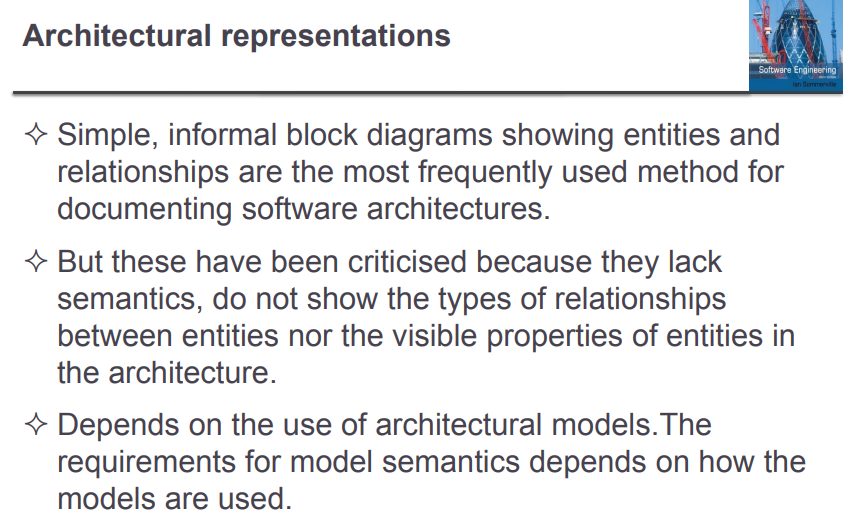 Architectural representations
Software Engineering
Ian Sommerville
✧ Simple, informal block diagrams showing entities and
relationships are the most frequently used method for
documenting software architectures.
✧ But these have been criticised because they lack
semantics, do not show the types of relationships
between entities nor the visible properties of entities in
the architecture.
✧ Depends on the use of architectural models.The
requirements for model semantics depends on how the
models are used.